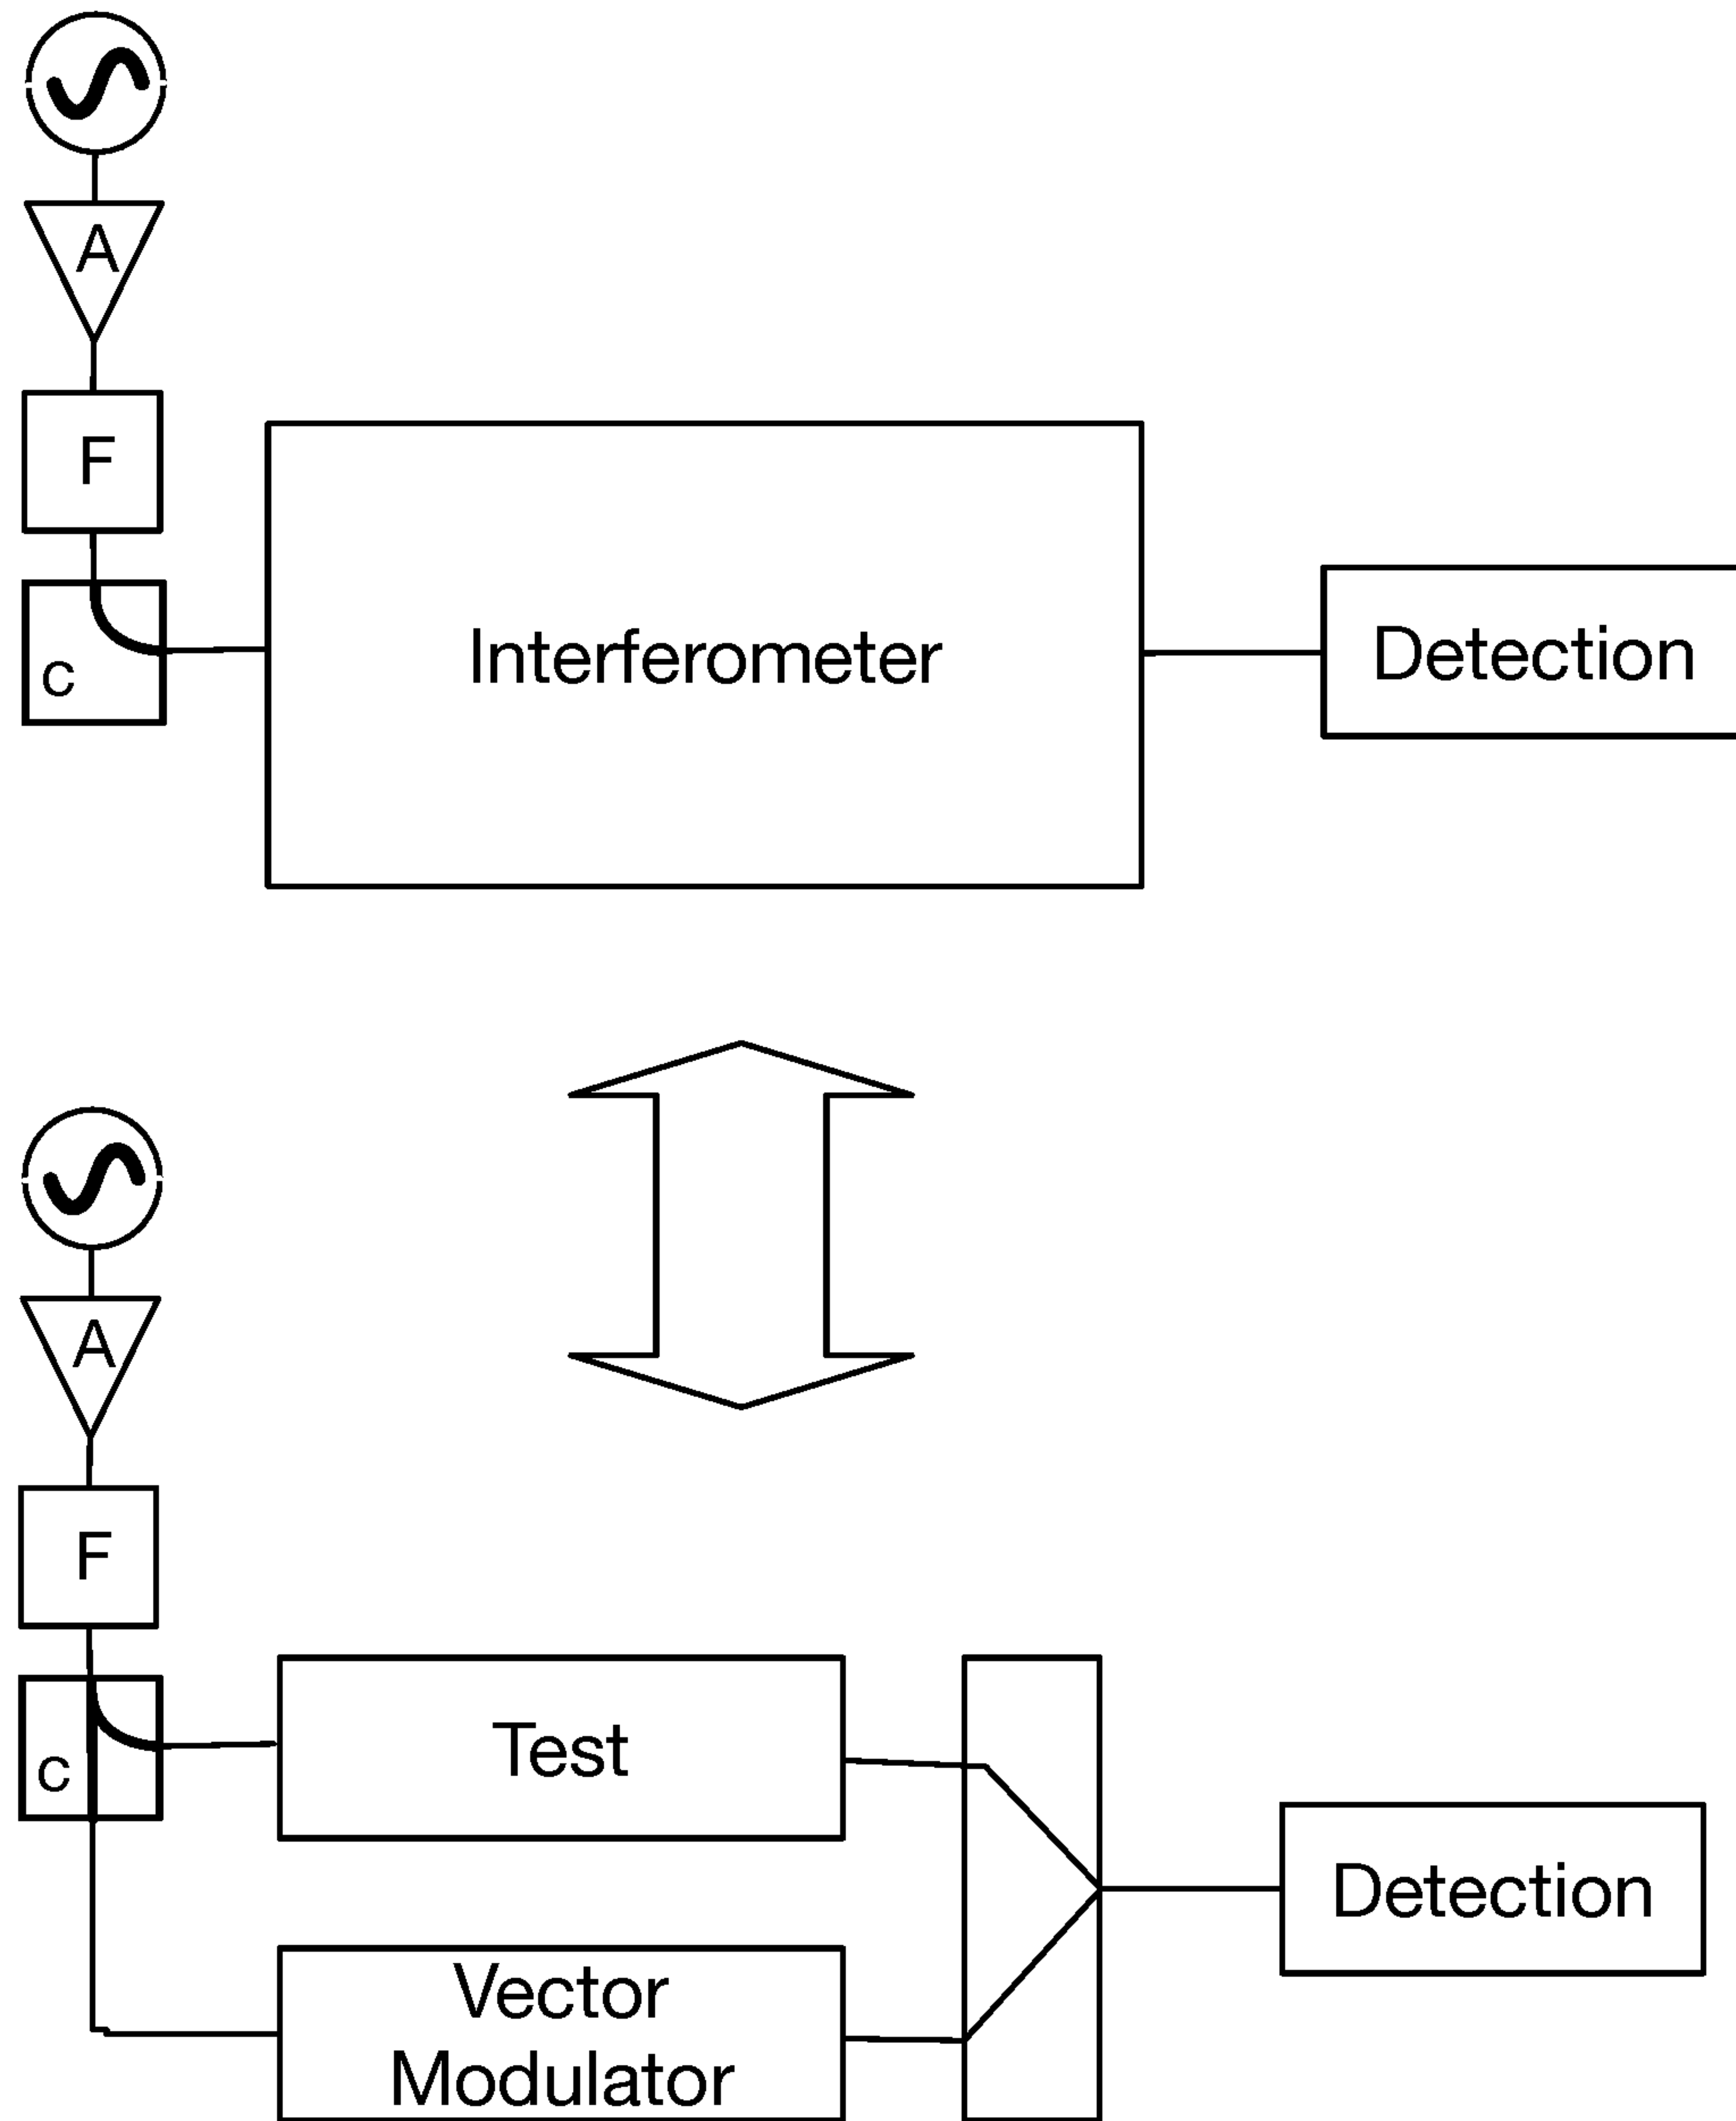 A
F
C
Interferometer
Detection
A
F
C
Test
Vector
Modulator
Detection